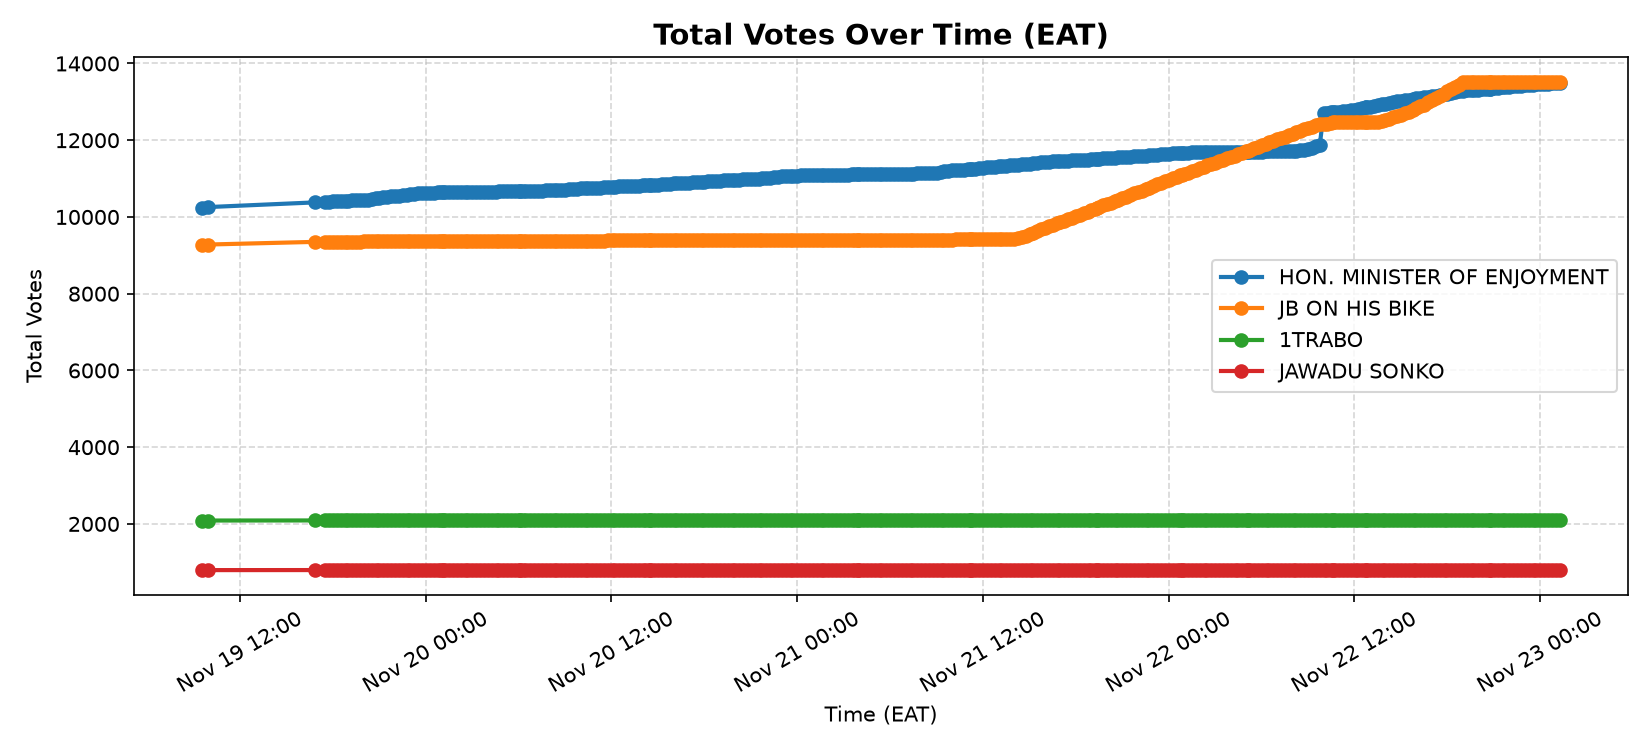 Total Votes Over Time (EAT)
Total Votes
14000
12000
10000
8000
6000
4000
2000
HON. MINISTER OF ENJOYMENT
JB ON HIS BIKE
1TRABO
JAWADU SONKO
Nov 19 12:00
Nov 20 00:00
Nov 20 12:00
Nov 21 00:00
Nov 21 12:00
Nov 22 00:00
Nov 22 12:00
Nov 23 00:00
Time (EAT)